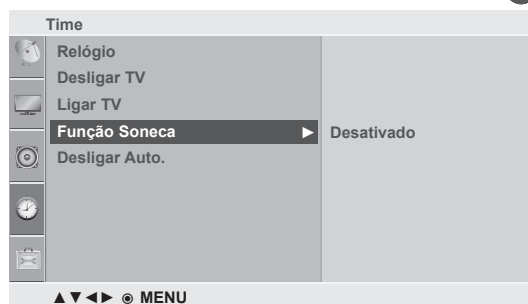 Time
Relógio
Desligar TV
Ligar TV
Função Soneca ► Desativado
Desligar Auto.
▲▼◄► ◉ MENU